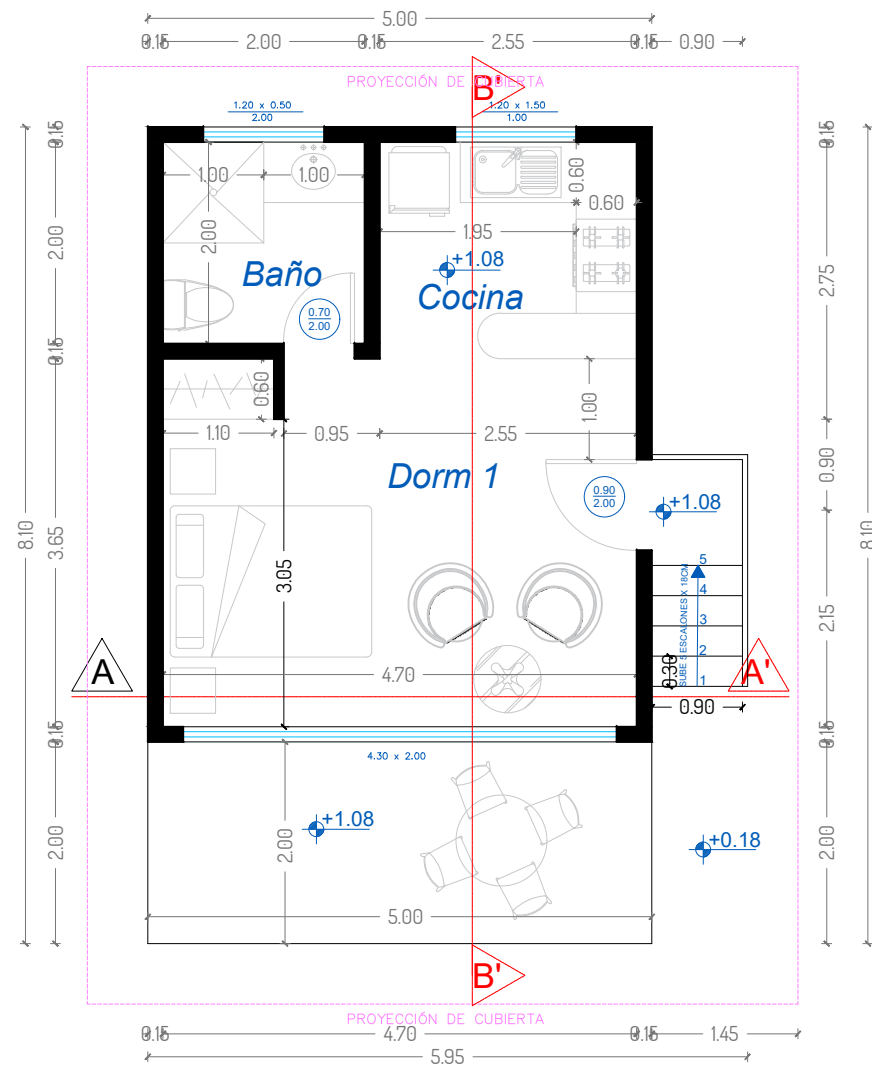 5.00
0.15 2.00 0.15 2.55 0.15 0.90
PROYECCIÓN DE CUBIERTA
B'
1.20 x 0.50
2.00
1.20 x 1.50
1.00
0.15
0.15
1.00 1.00
0.60
0.60
2.00
2.00
1.95
+1.08
Baño
Cocina
2.75
0.70
2.00
0.15
0.60
1.00
1.10 0.95 2.55
Dorm 1
0.90
0.90
2.00
+1.08
8.10
3.65
3.05
8.10
5
4
3
2
1
SUBE 5 ESCALONES X 18CM
2.15
A
A'
4.70
0.30
0.90
0.15
0.15
4.30 x 2.00
+1.08
+0.18
2.00
2.00
2.00
5.00
B'
PROYECCIÓN DE CUBIERTA
0.15 4.70 0.15 1.45
5.95